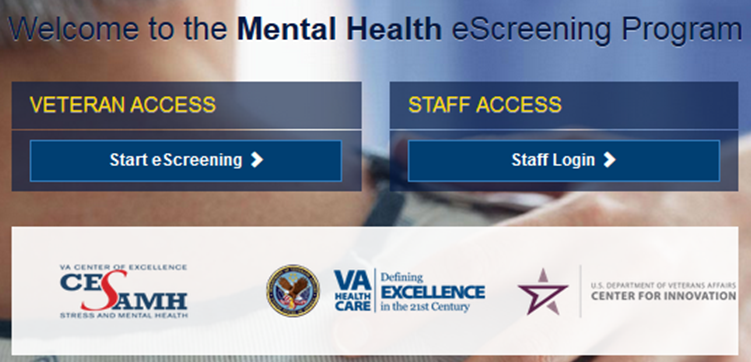 Welcome to the Mental Health eScreening Program
VETERAN ACCESS
Start eScreening
STAFF ACCESS
Staff Login
VA CENTER OF EXCELLENCE
CESAMH
STRESS AND MENTAL HEALTH
VA
HEALTH
CARE
Defining
EXCELLENCE
in the 21st Century
U.S. DEPARTMENT OF VETERANS AFFAIRS
CENTER FOR INNOVATION